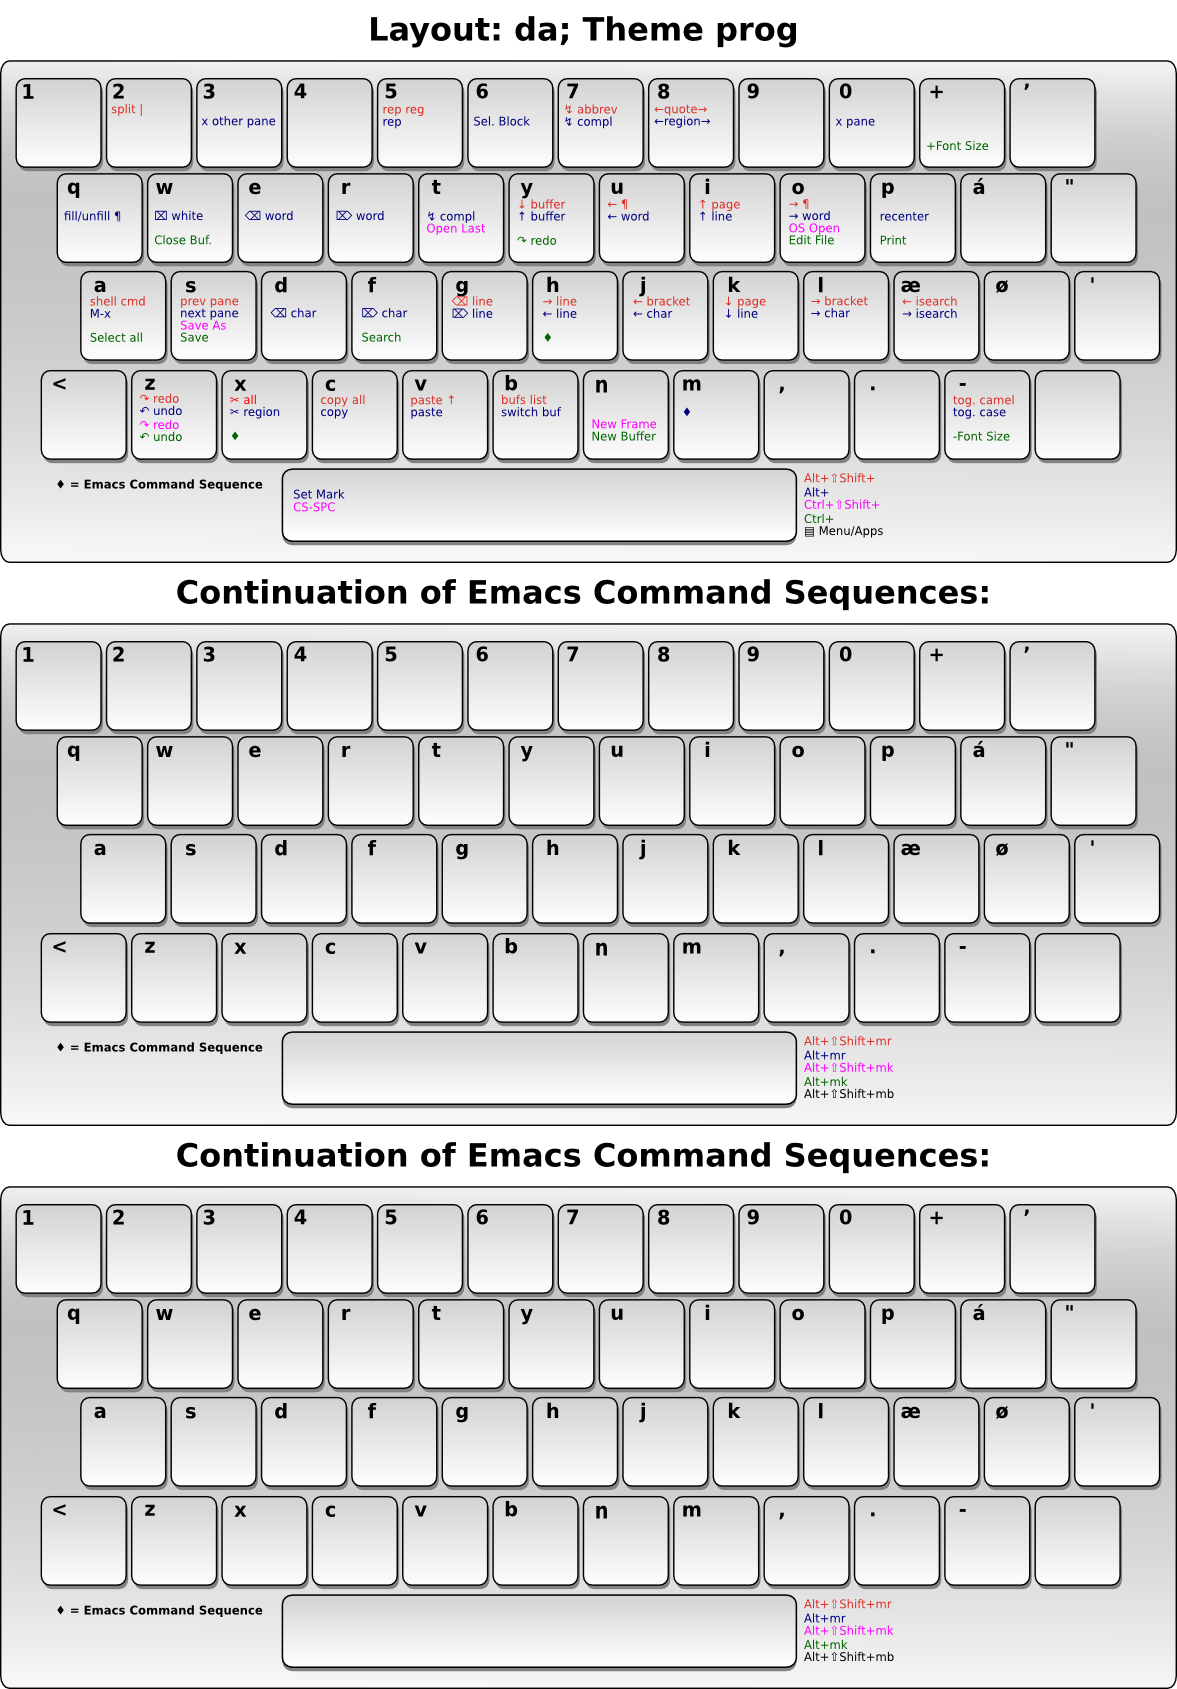 Layout: da; Theme prog
1 2 3 4 5 6 7 8 9 0 + ’
split | rep reg ↯ abbrev ←quote→
x other pane rep Sel. Block ↯ compl ←region→ x pane
+Font Size
q w e r t y u i o p á "
↓ buffer ← ¶ ↑ page → ¶
fill/unfill ¶ ⌧ white ⌫ word ⌦ word ↯ compl ↑ buffer ← word ↑ line → word recenter
Open Last OS Open
Close Buf. ↷ redo Edit File Print
a s d f g h j k l æ ø '
shell cmd prev pane ⌫ line → line ← bracket ↓ page → bracket ← isearch
M-x next pane ⌫ char ⌦ char ⌦ line ← line ← char ↓ line → char → isearch
Save As
Select all Save Search ♦
< z x c v b n m , . -
↷ redo ✂ all copy all paste ↑ bufs list tog. camel
↶ undo ✂ region copy paste switch buf ♦ tog. case
↷ redo New Frame
↶ undo ♦ New Buffer -Font Size
♦ = Emacs Command Sequence
Set Mark
CS-SPC
Alt+⇧Shift+
Alt+
Ctrl+⇧Shift+
Ctrl+
▤ Menu/Apps
Continuation of Emacs Command Sequences:
1 2 3 4 5 6 7 8 9 0 + ’
q w e r t y u i o p á "
a s d f g h j k l æ ø '
< z x c v b n m , . -
♦ = Emacs Command Sequence
Alt+⇧Shift+mr
Alt+mr
Alt+⇧Shift+mk
Alt+mk
Alt+⇧Shift+mb
Continuation of Emacs Command Sequences:
1 2 3 4 5 6 7 8 9 0 + ’
q w e r t y u i o p á "
a s d f g h j k l æ ø '
< z x c v b n m , . -
♦ = Emacs Command Sequence
Alt+⇧Shift+mr
Alt+mr
Alt+⇧Shift+mk
Alt+mk
Alt+⇧Shift+mb